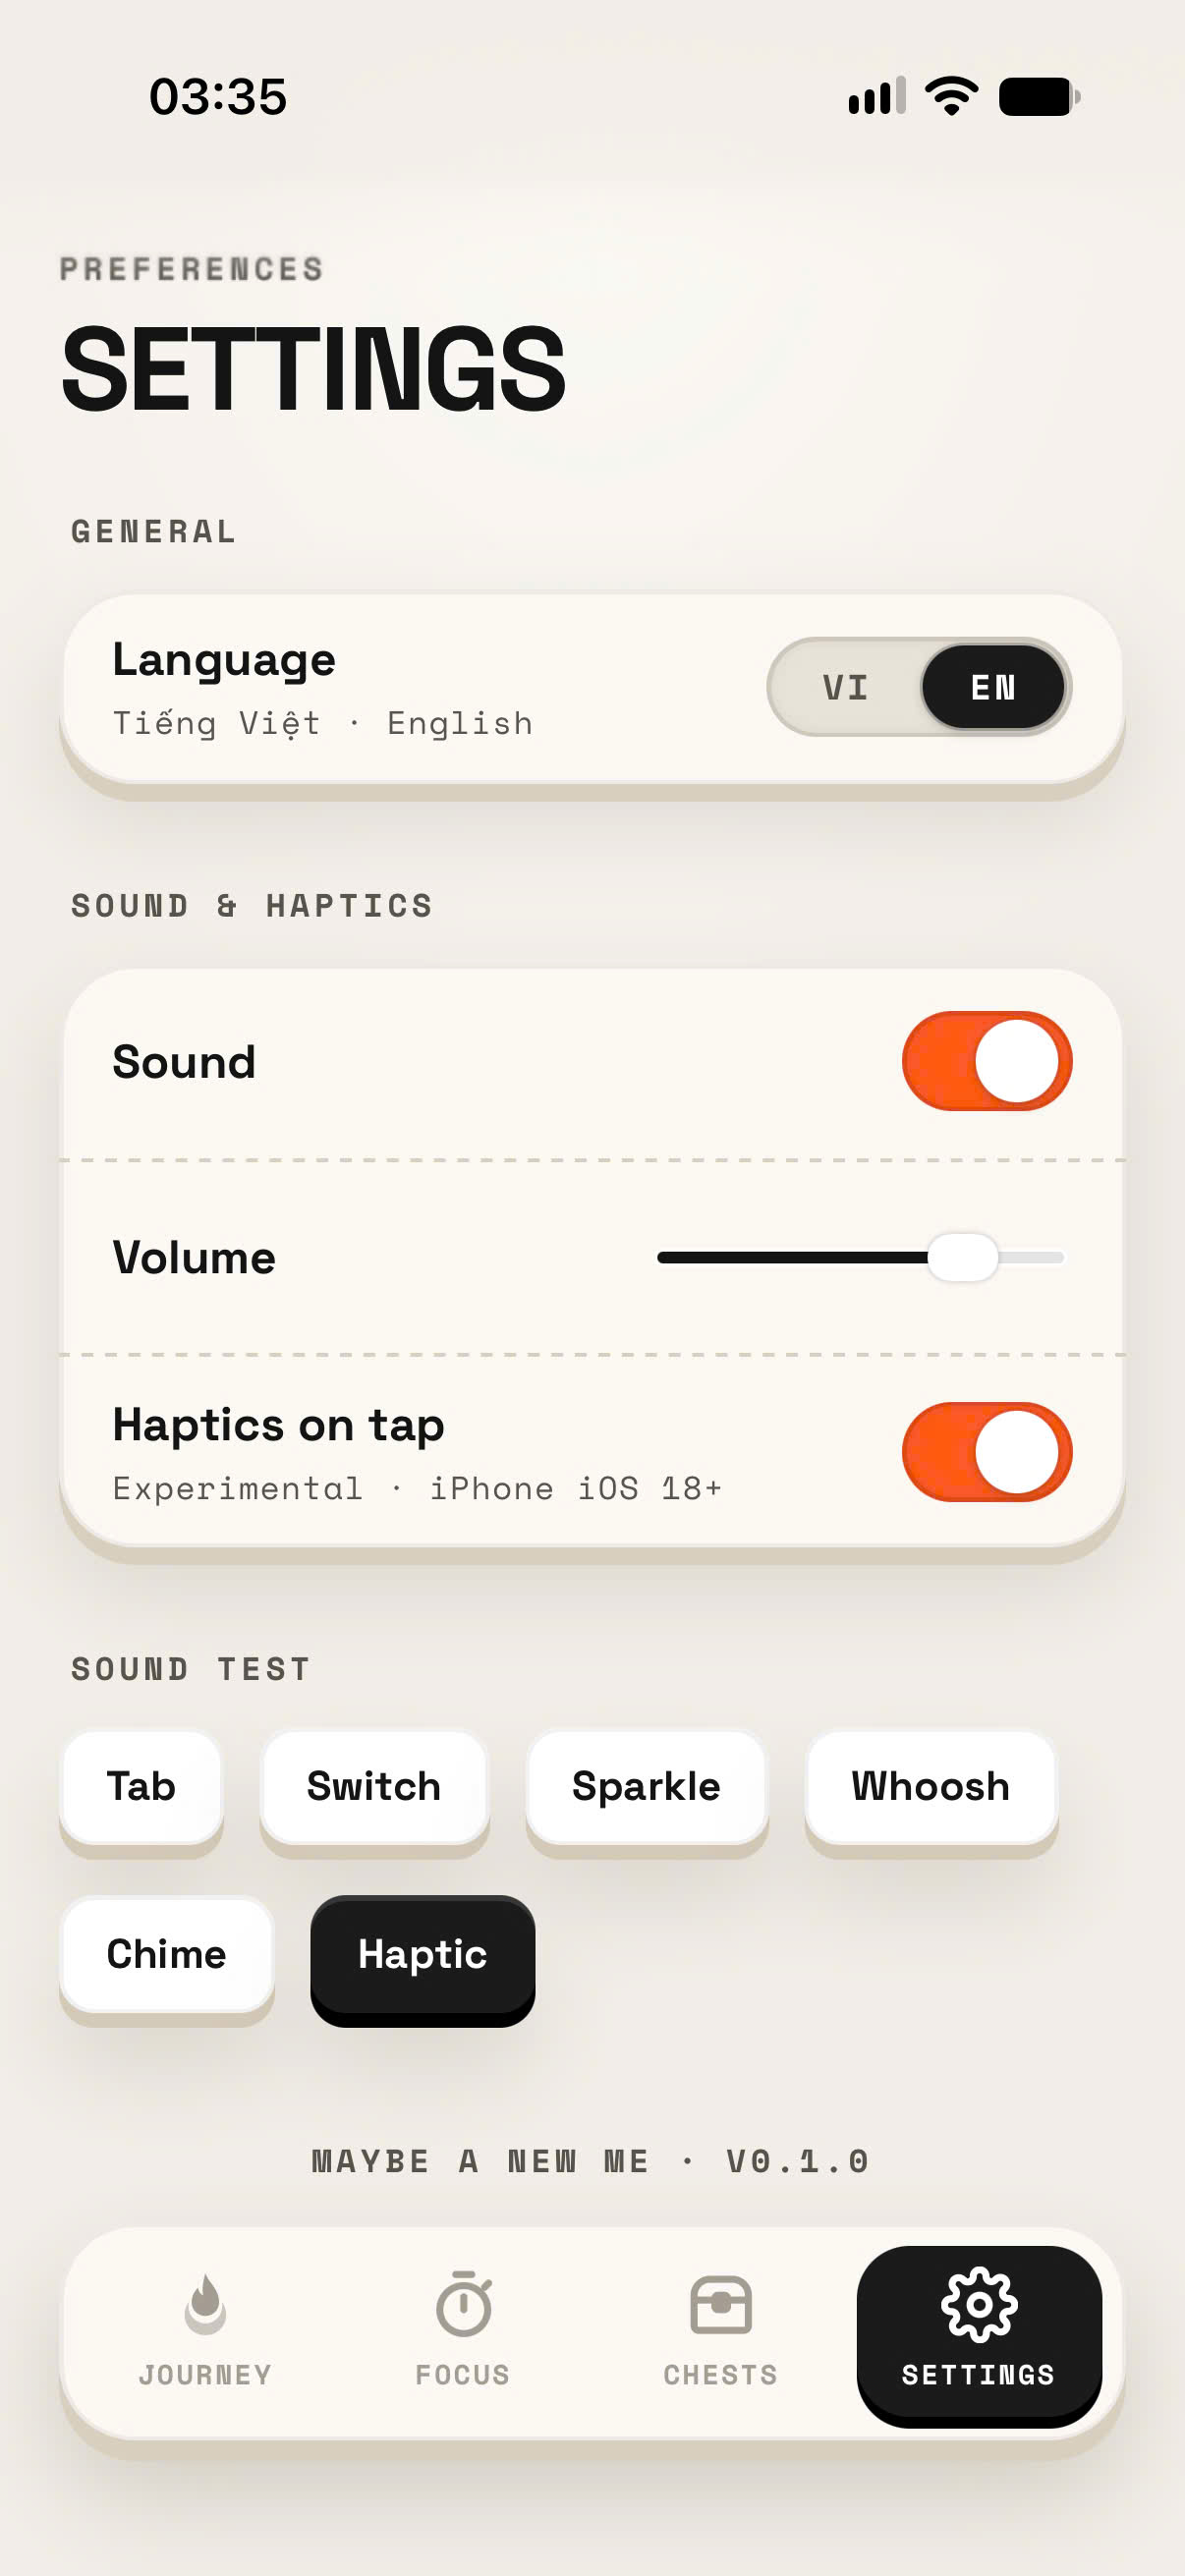 03:35
PREFERENCES
SETTINGS
GENERAL
Language
Tiếng Việt · English
VI
EN
SOUND & HAPTICS
Sound
Volume
Haptics on tap
Experimental · iPhone iOS 18+
SOUND TEST
Tab
Switch
Sparkle
Whoosh
Chime
Haptic
MAYBE A NEW ME · V0.1.0
JOURNEY
FOCUS
CHESTS
SETTINGS